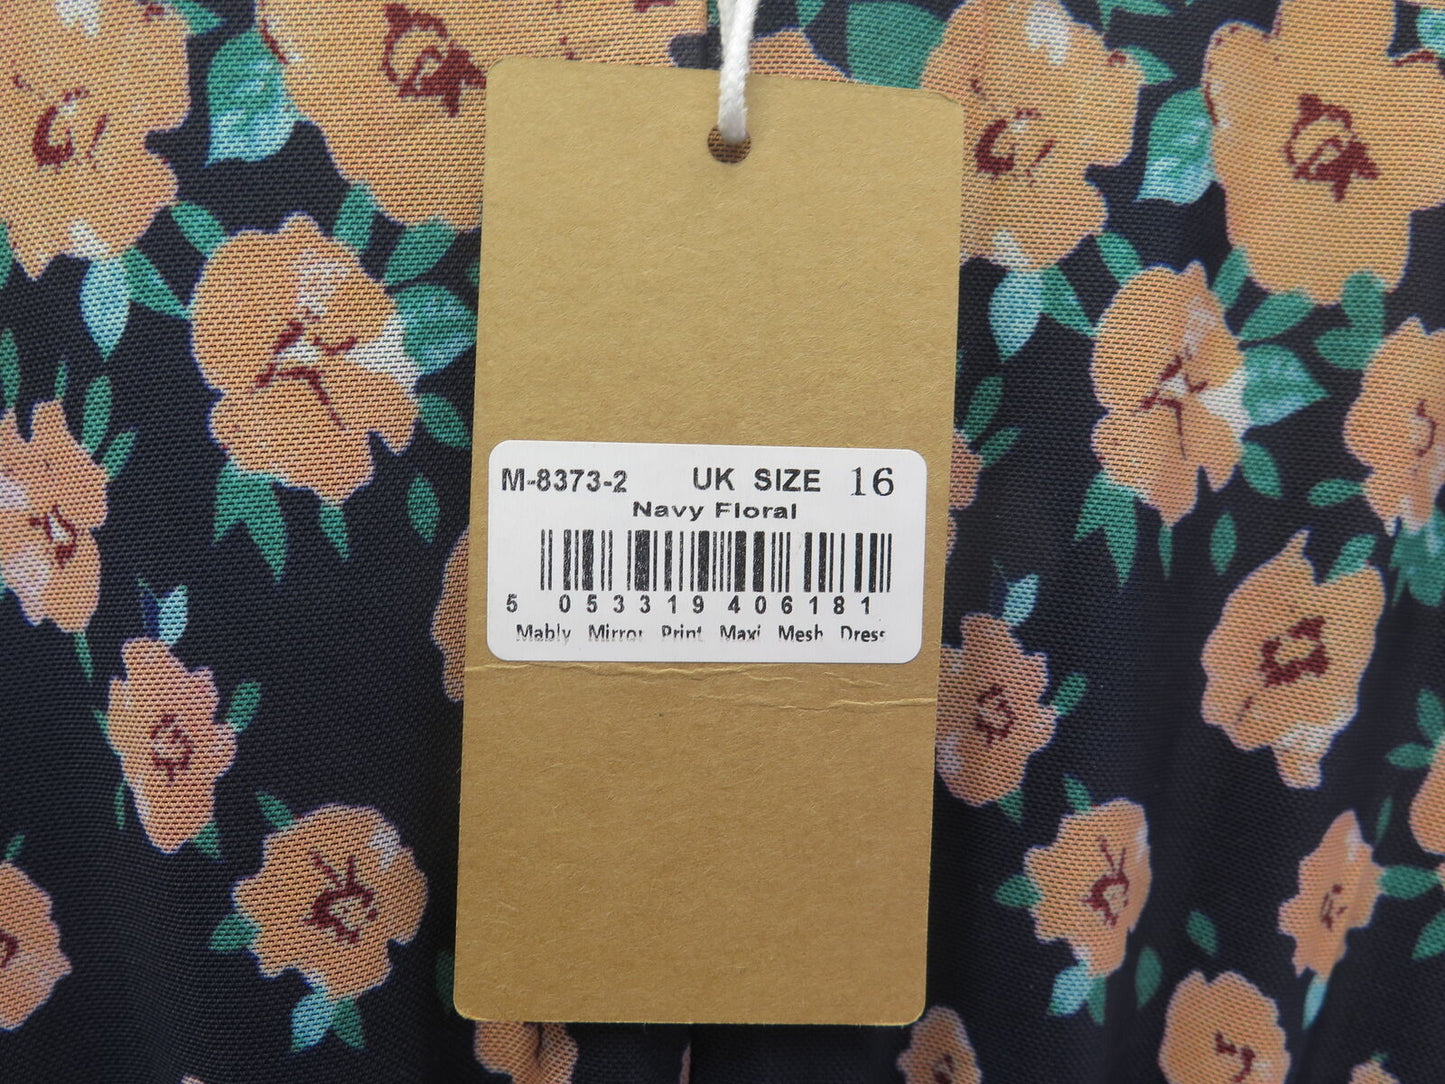 M-8373-2 UK SIZE 16
Navy Floral
5 053319 406181
Mably Mirror Print Maxi Mesh Dress